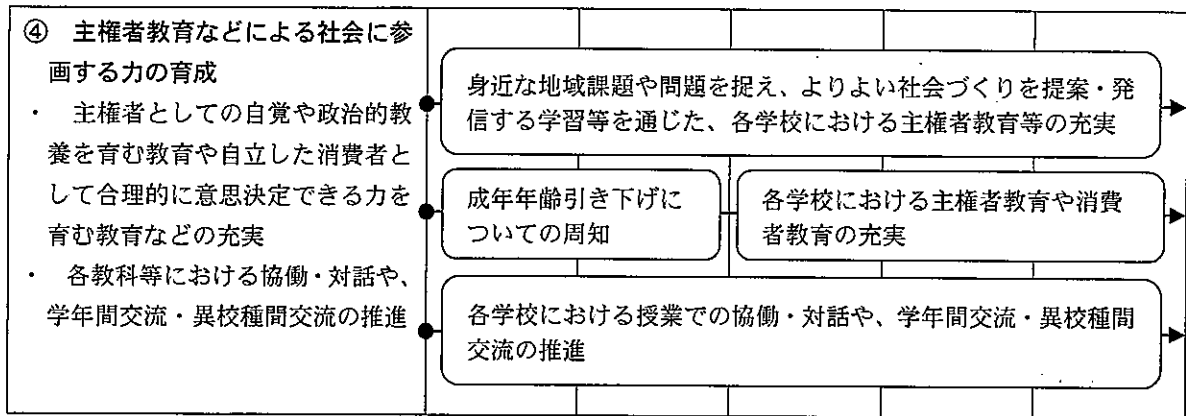 ④　主権者教育などによる社会に参
画する力の育成
・　主権者としての自覚や政治的教
養を育む教育や自立した消費者と
して合理的に意思決定できる力を
育む教育などの充実
・　各教科等における協働・対話や、
学年間交流・異校種間交流の推進
身近な地域課題や問題を捉え、よりよい社会づくりを提案・発
信する学習等を通じた、各学校における主権者教育等の充実
成年年齢引き下げに
ついての周知
各学校における主権者教育や消費
者教育の充実
各学校における授業での協働・対話や、学年間交流・異校種間
交流の推進